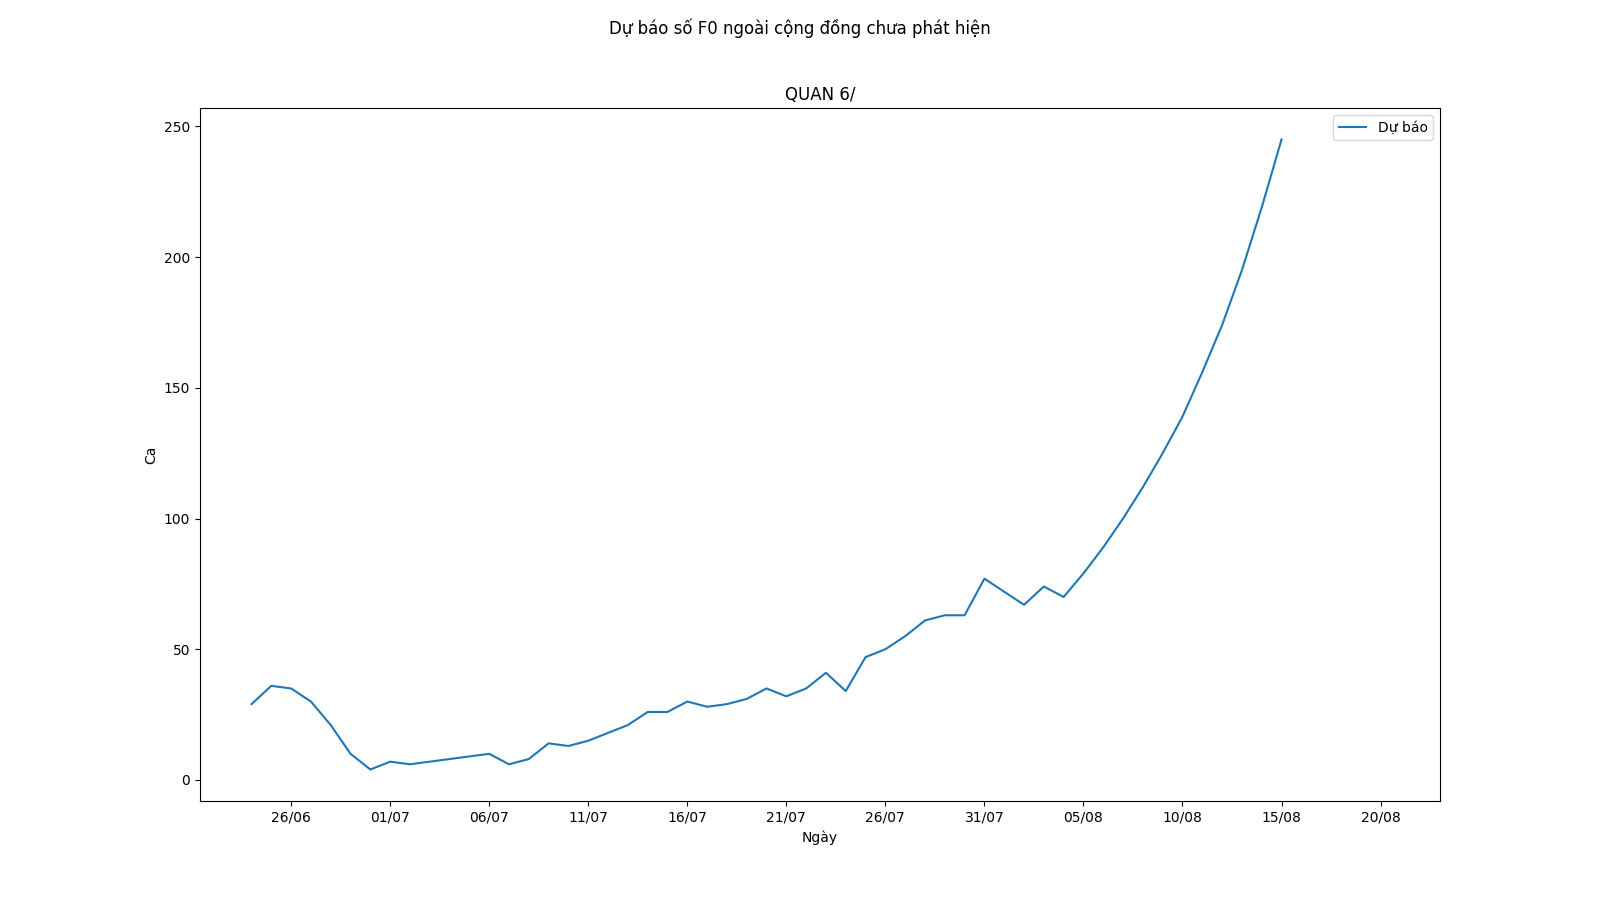 Dự báo số F0 ngoài cộng đồng chưa phát hiện
QUAN 6/
Dự báo
250
200
150
100
50
0
Ca
26/06 01/07 06/07 11/07 16/07 21/07 26/07 31/07 05/08 10/08 15/08 20/08
Ngày